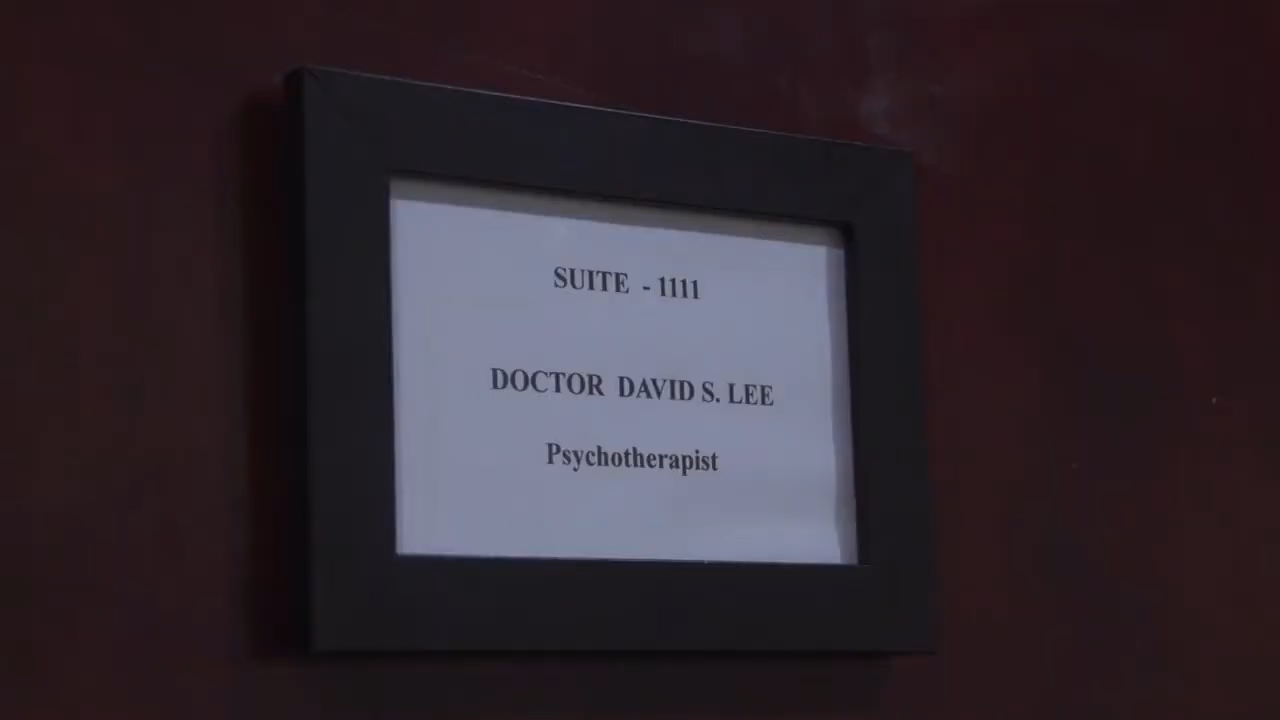 SUITE - 1111
DOCTOR DAVID S. LEE
Psychotherapist